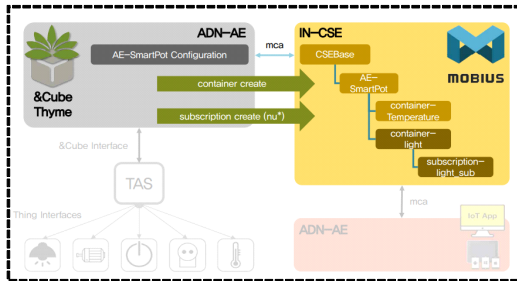 ADN-AE
IN-CSE
AE-SmartPot Configuration
mca
CSEBase
MOBIUS
container create
AE-
SmartPot
&Cube
Thyme
subscription create (nu*)
container-
Temperature
container-
light
&Cube Interface
subscription-
light_sub
TAS
mca
Thing Interfaces
ADN-AE
IoT App